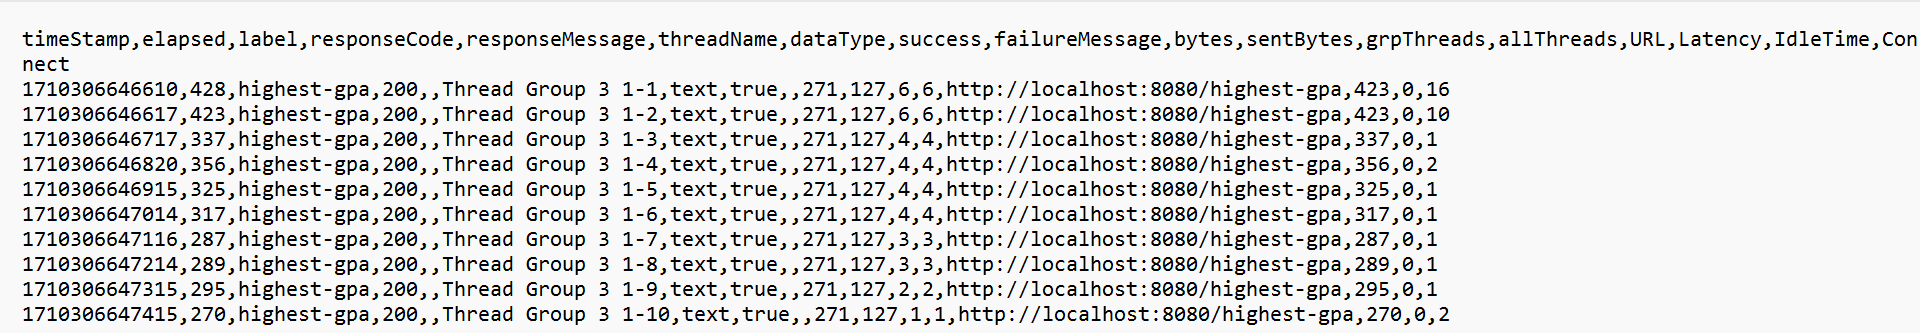 timeStamp,elapsed,label,responseCode,responseMessage,threadName,dataType,success,failureMessage,bytes,sentBytes,grpThreads,allThreads,URL,Latency,IdleTime,Con
nect
1710306646610,428,highest-gpa,200,,Thread Group 3 1-1,text,true,,271,127,6,6,http://localhost:8080/highest-gpa,423,0,16
1710306646617,423,highest-gpa,200,,Thread Group 3 1-2,text,true,,271,127,6,6,http://localhost:8080/highest-gpa,423,0,10
1710306646717,337,highest-gpa,200,,Thread Group 3 1-3,text,true,,271,127,4,4,http://localhost:8080/highest-gpa,337,0,1
1710306646820,356,highest-gpa,200,,Thread Group 3 1-4,text,true,,271,127,4,4,http://localhost:8080/highest-gpa,356,0,2
1710306646915,325,highest-gpa,200,,Thread Group 3 1-5,text,true,,271,127,4,4,http://localhost:8080/highest-gpa,325,0,1
1710306647014,317,highest-gpa,200,,Thread Group 3 1-6,text,true,,271,127,4,4,http://localhost:8080/highest-gpa,317,0,1
1710306647116,287,highest-gpa,200,,Thread Group 3 1-7,text,true,,271,127,3,3,http://localhost:8080/highest-gpa,287,0,1
1710306647214,289,highest-gpa,200,,Thread Group 3 1-8,text,true,,271,127,3,3,http://localhost:8080/highest-gpa,289,0,1
1710306647315,295,highest-gpa,200,,Thread Group 3 1-9,text,true,,271,127,2,2,http://localhost:8080/highest-gpa,295,0,1
1710306647415,270,highest-gpa,200,,Thread Group 3 1-10,text,true,,271,127,1,1,http://localhost:8080/highest-gpa,270,0,2